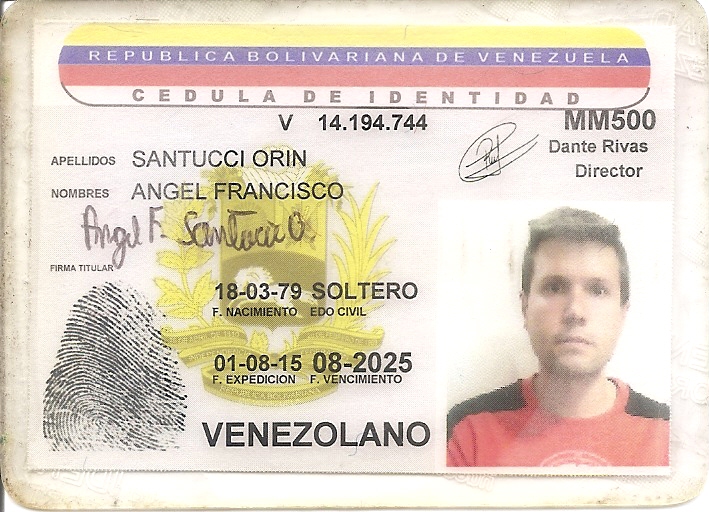 REPUBLICA BOLIVARIANA DE VENEZUELA
CEDULA DE IDENTIDAD
V 14.194.744
MM500
Dante Rivas
Director
APELLIDOS SANTUCCI ORIN
NOMBRES ANGEL FRANCISCO
Angel F. Santucci O.
FIRMA TITULAR
18-03-79 SOLTERO
F. NACIMIENTO EDO CIVIL
01-08-15 08-2025
F. EXPEDICION F. VENCIMIENTO
VENEZOLANO